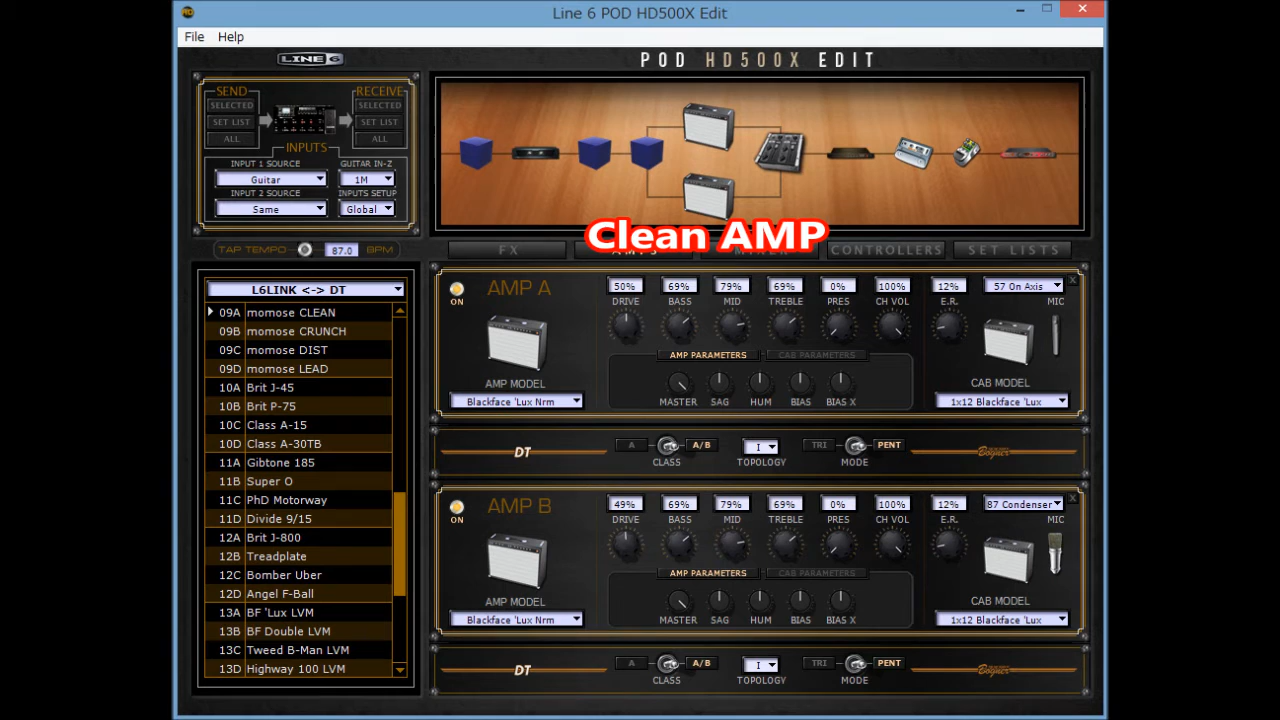 Line 6 POD HD500X Edit
File Help
LINE 6
POD HD500X EDIT
SEND RECEIVE
SELECTED SELECTED
SET LIST SET LIST
ALL ALL
INPUTS
INPUT 1 SOURCE GUITAR IN-Z
Guitar 1M
INPUT 2 SOURCE INPUTS SETUP
Same Global
Clean AMP
TAP TEMPO 87.0 BPM
FX AMPS MIXER CONTROLLERS SET LISTS
L6LINK <-> DT
09A momose CLEAN
09B momose CRUNCH
09C momose DIST
09D momose LEAD
10A Brit J-45
10B Brit P-75
10C Class A-15
10D Class A-30TB
11A Gibtone 185
11B Super O
11C PhD Motorway
11D Divide 9/15
12A Brit J-800
12B Treadplate
12C Bomber Uber
12D Angel F-Ball
13A BF 'Lux LVM
13B BF Double LVM
13C Tweed B-Man LVM
13D Highway 100 LVM
ON AMP A 50% 69% 79% 69% 0% 100% 12% 57 On Axis X
DRIVE BASS MID TREBLE PRES CH VOL E.R. MIC
AMP PARAMETERS CAB PARAMETERS
AMP MODEL CAB MODEL
Blackface 'Lux Nrm MASTER SAG HUM BIAS BIAS X 1x12 Blackface 'Lux
DT A A/B I TRI PENT Bogner
CLASS TOPOLOGY MODE
ON AMP B 49% 69% 79% 69% 0% 100% 12% 87 Condenser X
DRIVE BASS MID TREBLE PRES CH VOL E.R. MIC
AMP PARAMETERS CAB PARAMETERS
AMP MODEL CAB MODEL
Blackface 'Lux Nrm MASTER SAG HUM BIAS BIAS X 1x12 Blackface 'Lux
DT A A/B I TRI PENT Bogner
CLASS TOPOLOGY MODE